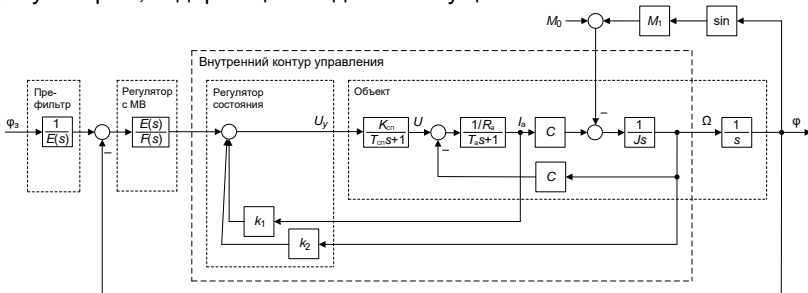 M₀
M₁
sin
Внутренний контур управления
Пре-
фильтр
Регулятор
с МВ
Регулятор
состояния
Объект
φз
1
E(s)
–
E(s)
F(s)
Uу
Kсп
Tспs+1
U
–
1/Rа
Tаs+1
Iа
C
–
1
Js
Ω
1
s
φ
C
k₁
k₂